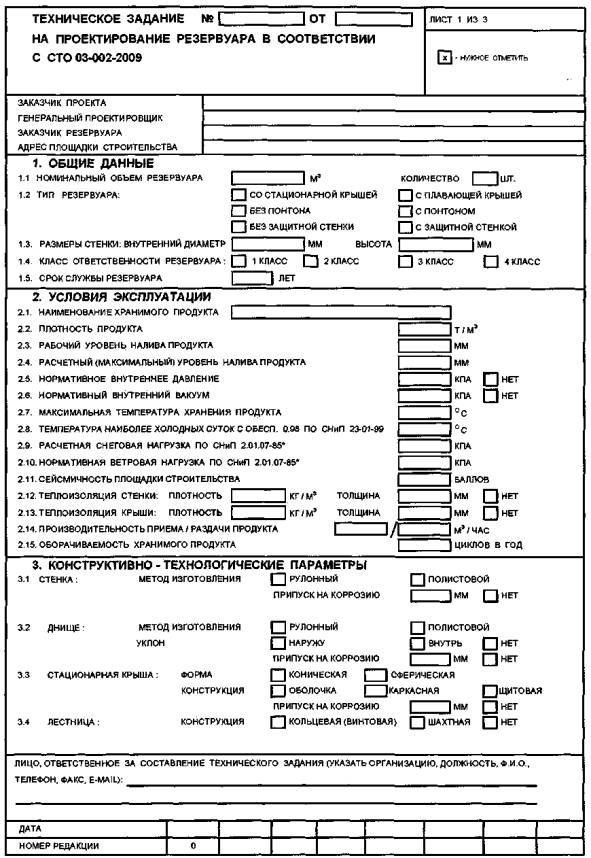 ТЕХНИЧЕСКОЕ ЗАДАНИЕ № ОТ
НА ПРОЕКТИРОВАНИЕ РЕЗЕРВУАРА В СООТВЕТСТВИИ
С СТО 03-002-2009
ЛИСТ 1 ИЗ 3
X - НУЖНОЕ ОТМЕТИТЬ
ЗАКАЗЧИК ПРОЕКТА
ГЕНЕРАЛЬНЫЙ ПРОЕКТИРОВЩИК
ЗАКАЗЧИК РЕЗЕРВУАРА
АДРЕС ПЛОЩАДКИ СТРОИТЕЛЬСТВА
1. ОБЩИЕ ДАННЫЕ
1.1 НОМИНАЛЬНЫЙ ОБЪЕМ РЕЗЕРВУАРА М³ КОЛИЧЕСТВО ШТ.
1.2 ТИП РЕЗЕРВУАРА: СО СТАЦИОНАРНОЙ КРЫШЕЙ С ПЛАВАЮЩЕЙ КРЫШЕЙ
БЕЗ ПОНТОНА С ПОНТОНОМ
БЕЗ ЗАЩИТНОЙ СТЕНКИ С ЗАЩИТНОЙ СТЕНКОЙ
1.3. РАЗМЕРЫ СТЕНКИ: ВНУТРЕННИЙ ДИАМЕТР ММ ВЫСОТА ММ
1.4. КЛАСС ОТВЕТСТВЕННОСТИ РЕЗЕРВУАРА : 1 КЛАСС 2 КЛАСС 3 КЛАСС 4 КЛАСС
1.5. СРОК СЛУЖБЫ РЕЗЕРВУАРА ЛЕТ
2. УСЛОВИЯ ЭКСПЛУАТАЦИИ
2.1. НАИМЕНОВАНИЕ ХРАНИМОГО ПРОДУКТА
2.2. ПЛОТНОСТЬ ПРОДУКТА Т / М³
2.3. РАБОЧИЙ УРОВЕНЬ НАЛИВА ПРОДУКТА ММ
2.4. РАСЧЕТНЫЙ (МАКСИМАЛЬНЫЙ) УРОВЕНЬ НАЛИВА ПРОДУКТА ММ
2.5. НОРМАТИВНОЕ ВНУТРЕННЕЕ ДАВЛЕНИЕ КПА НЕТ
2.6. НОРМАТИВНЫЙ ВНУТРЕННИЙ ВАКУУМ КПА НЕТ
2.7. МАКСИМАЛЬНАЯ ТЕМПЕРАТУРА ХРАНЕНИЯ ПРОДУКТА °С
2.8. ТЕМПЕРАТУРА НАИБОЛЕЕ ХОЛОДНЫХ СУТОК С ОБЕСП. 0.98 ПО СНиП 23-01-99 °С
2.9. РАСЧЕТНАЯ СНЕГОВАЯ НАГРУЗКА ПО СНиП 2.01.07-85* КПА
2.10. НОРМАТИВНАЯ ВЕТРОВАЯ НАГРУЗКА ПО СНиП 2.01.07-85* КПА
2.11. СЕЙСМИЧНОСТЬ ПЛОЩАДКИ СТРОИТЕЛЬСТВА БАЛЛОВ
2.12. ТЕПЛОИЗОЛЯЦИЯ СТЕНКИ: ПЛОТНОСТЬ КГ / М³ ТОЛЩИНА ММ НЕТ
2.13. ТЕПЛОИЗОЛЯЦИЯ КРЫШИ: ПЛОТНОСТЬ КГ / М³ ТОЛЩИНА ММ НЕТ
2.14. ПРОИЗВОДИТЕЛЬНОСТЬ ПРИЕМА / РАЗДАЧИ ПРОДУКТА / М³ / ЧАС
2.15. ОБОРАЧИВАЕМОСТЬ ХРАНИМОГО ПРОДУКТА ЦИКЛОВ В ГОД
3. КОНСТРУКТИВНО - ТЕХНОЛОГИЧЕСКИЕ ПАРАМЕТРЫ
3.1 СТЕНКА : МЕТОД ИЗГОТОВЛЕНИЯ РУЛОННЫЙ ПОЛИСТОВОЙ
ПРИПУСК НА КОРРОЗИЮ ММ НЕТ
3.2 ДНИЩЕ : МЕТОД ИЗГОТОВЛЕНИЯ РУЛОННЫЙ ПОЛИСТОВОЙ
УКЛОН НАРУЖУ ВНУТРЬ НЕТ
ПРИПУСК НА КОРРОЗИЮ ММ НЕТ
3.3 СТАЦИОНАРНАЯ КРЫША: ФОРМА КОНИЧЕСКАЯ СФЕРИЧЕСКАЯ
КОНСТРУКЦИЯ ОБОЛОЧКА КАРКАСНАЯ ЩИТОВАЯ
ПРИПУСК НА КОРРОЗИЮ ММ НЕТ
3.4 ЛЕСТНИЦА : КОНСТРУКЦИЯ КОЛЬЦЕВАЯ (ВИНТОВАЯ) ШАХТНАЯ НЕТ
ЛИЦО, ОТВЕТСТВЕННОЕ ЗА СОСТАВЛЕНИЕ ТЕХНИЧЕСКОГО ЗАДАНИЯ (УКАЗАТЬ ОРГАНИЗАЦИЮ, ДОЛЖНОСТЬ, Ф.И.О.,
ТЕЛЕФОН, ФАКС, E-MAIL):
ДАТА
НОМЕР РЕДАКЦИИ 0